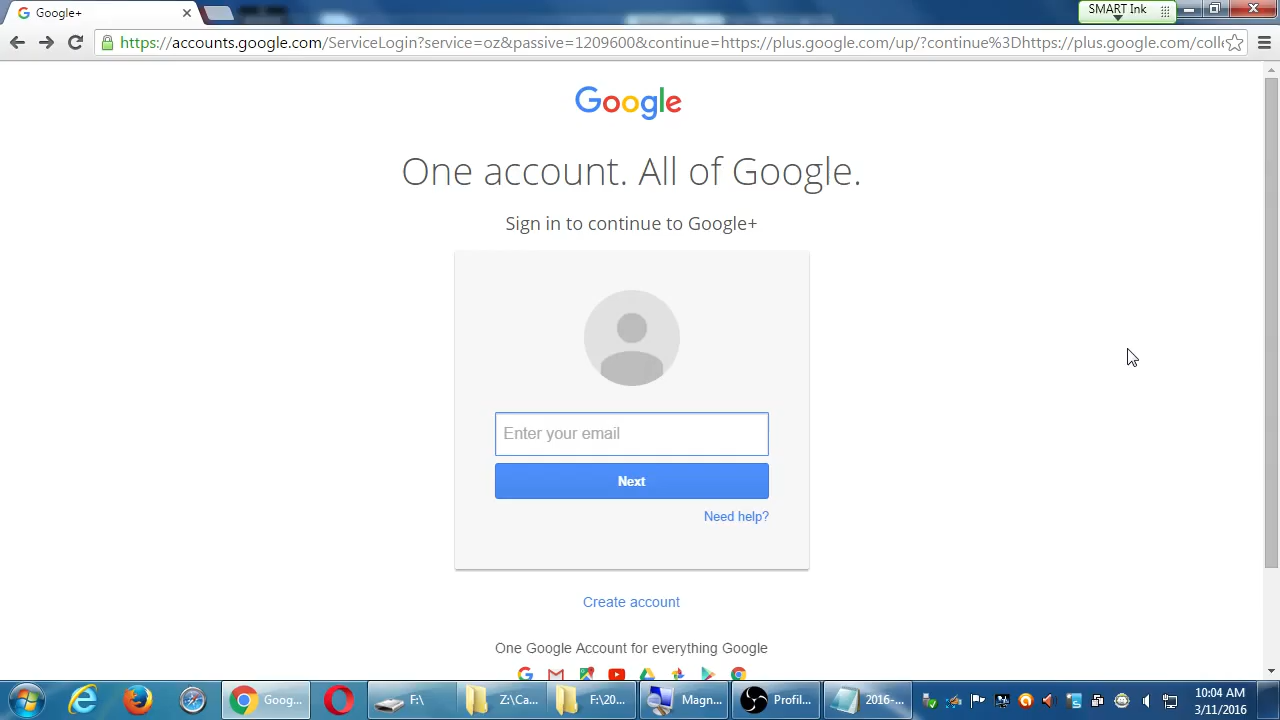 Google+
SMART Ink
https://accounts.google.com/ServiceLogin?service=oz&passive=1209600&continue=https://plus.google.com/up/?continue%3Dhttps://plus.google.com/coll
Google
One account. All of Google.
Sign in to continue to Google+
Enter your email
Next
Need help?
Create account
One Google Account for everything Google
Goog...
F:\
Z:\Ca...
F:\20...
Magn...
Profil...
2016-...
10:04 AM
3/11/2016